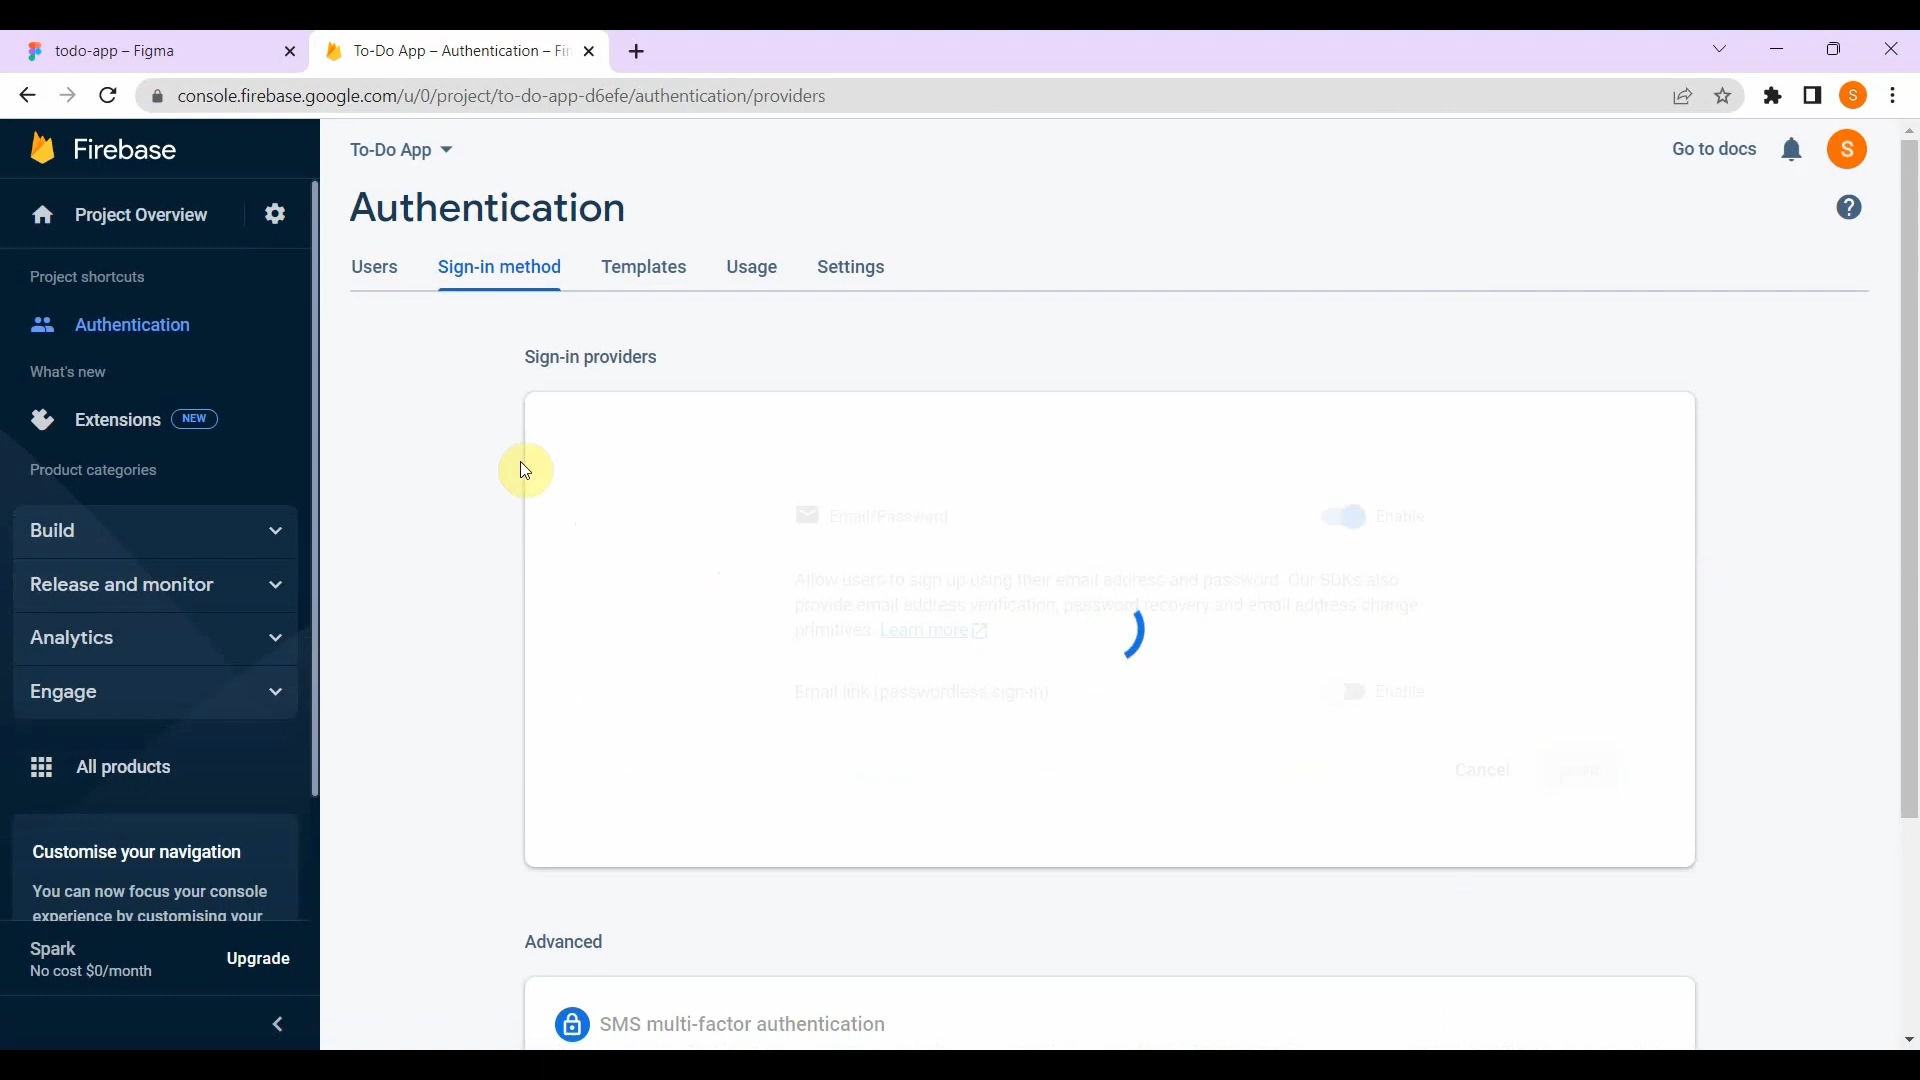 todo-app – Figma
To-Do App – Authentication – Fir
console.firebase.google.com/u/0/project/to-do-app-d6efe/authentication/providers
S
Firebase
To-Do App
Go to docs
S
Project Overview
Authentication
Project shortcuts
Users
Sign-in method
Templates
Usage
Settings
Authentication
What's new
Extensions
NEW
Product categories
Build
Release and monitor
Analytics
Engage
All products
Customise your navigation
You can now focus your console
experience by customising your
Spark
No cost $0/month
Upgrade
Sign-in providers
Email/Password
Enable
Allow users to sign up using their email address and password. Our SDKs also
provide email address verification, password recovery and email address change
primitives. Learn more
Email link (passwordless sign-in)
Enable
Cancel
Advanced
SMS multi-factor authentication